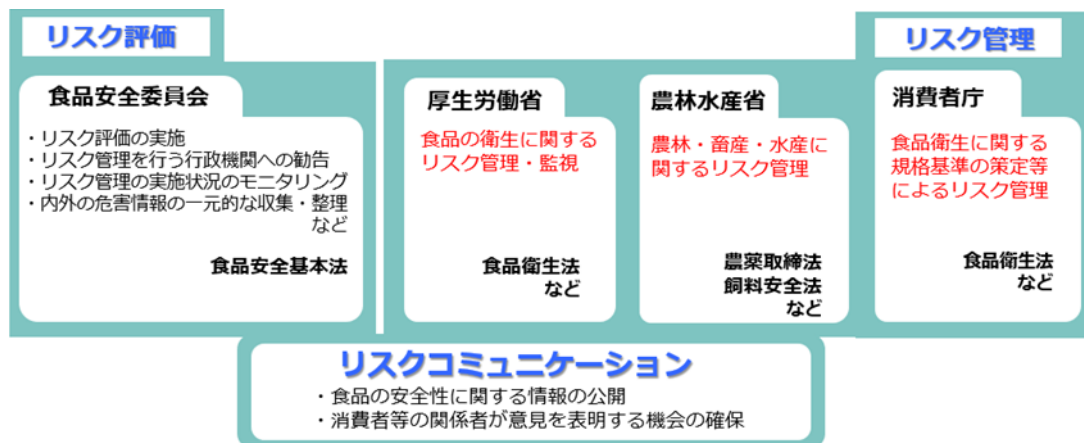 リスク評価
食品安全委員会
・リスク評価の実施
・リスク管理を行う行政機関への勧告
・リスク管理の実施状況のモニタリング
・内外の危害情報の一元的な収集・整理
など
食品安全基本法
リスク管理
厚生労働省
食品の衛生に関する
リスク管理・監視
食品衛生法
など
農林水産省
農林・畜産・水産に
関するリスク管理
農薬取締法
飼料安全法
など
消費者庁
食品衛生に関する
規格基準の策定等
によるリスク管理
食品衛生法
など
リスクコミュニケーション
・食品の安全性に関する情報の公開
・消費者等の関係者が意見を表明する機会の確保